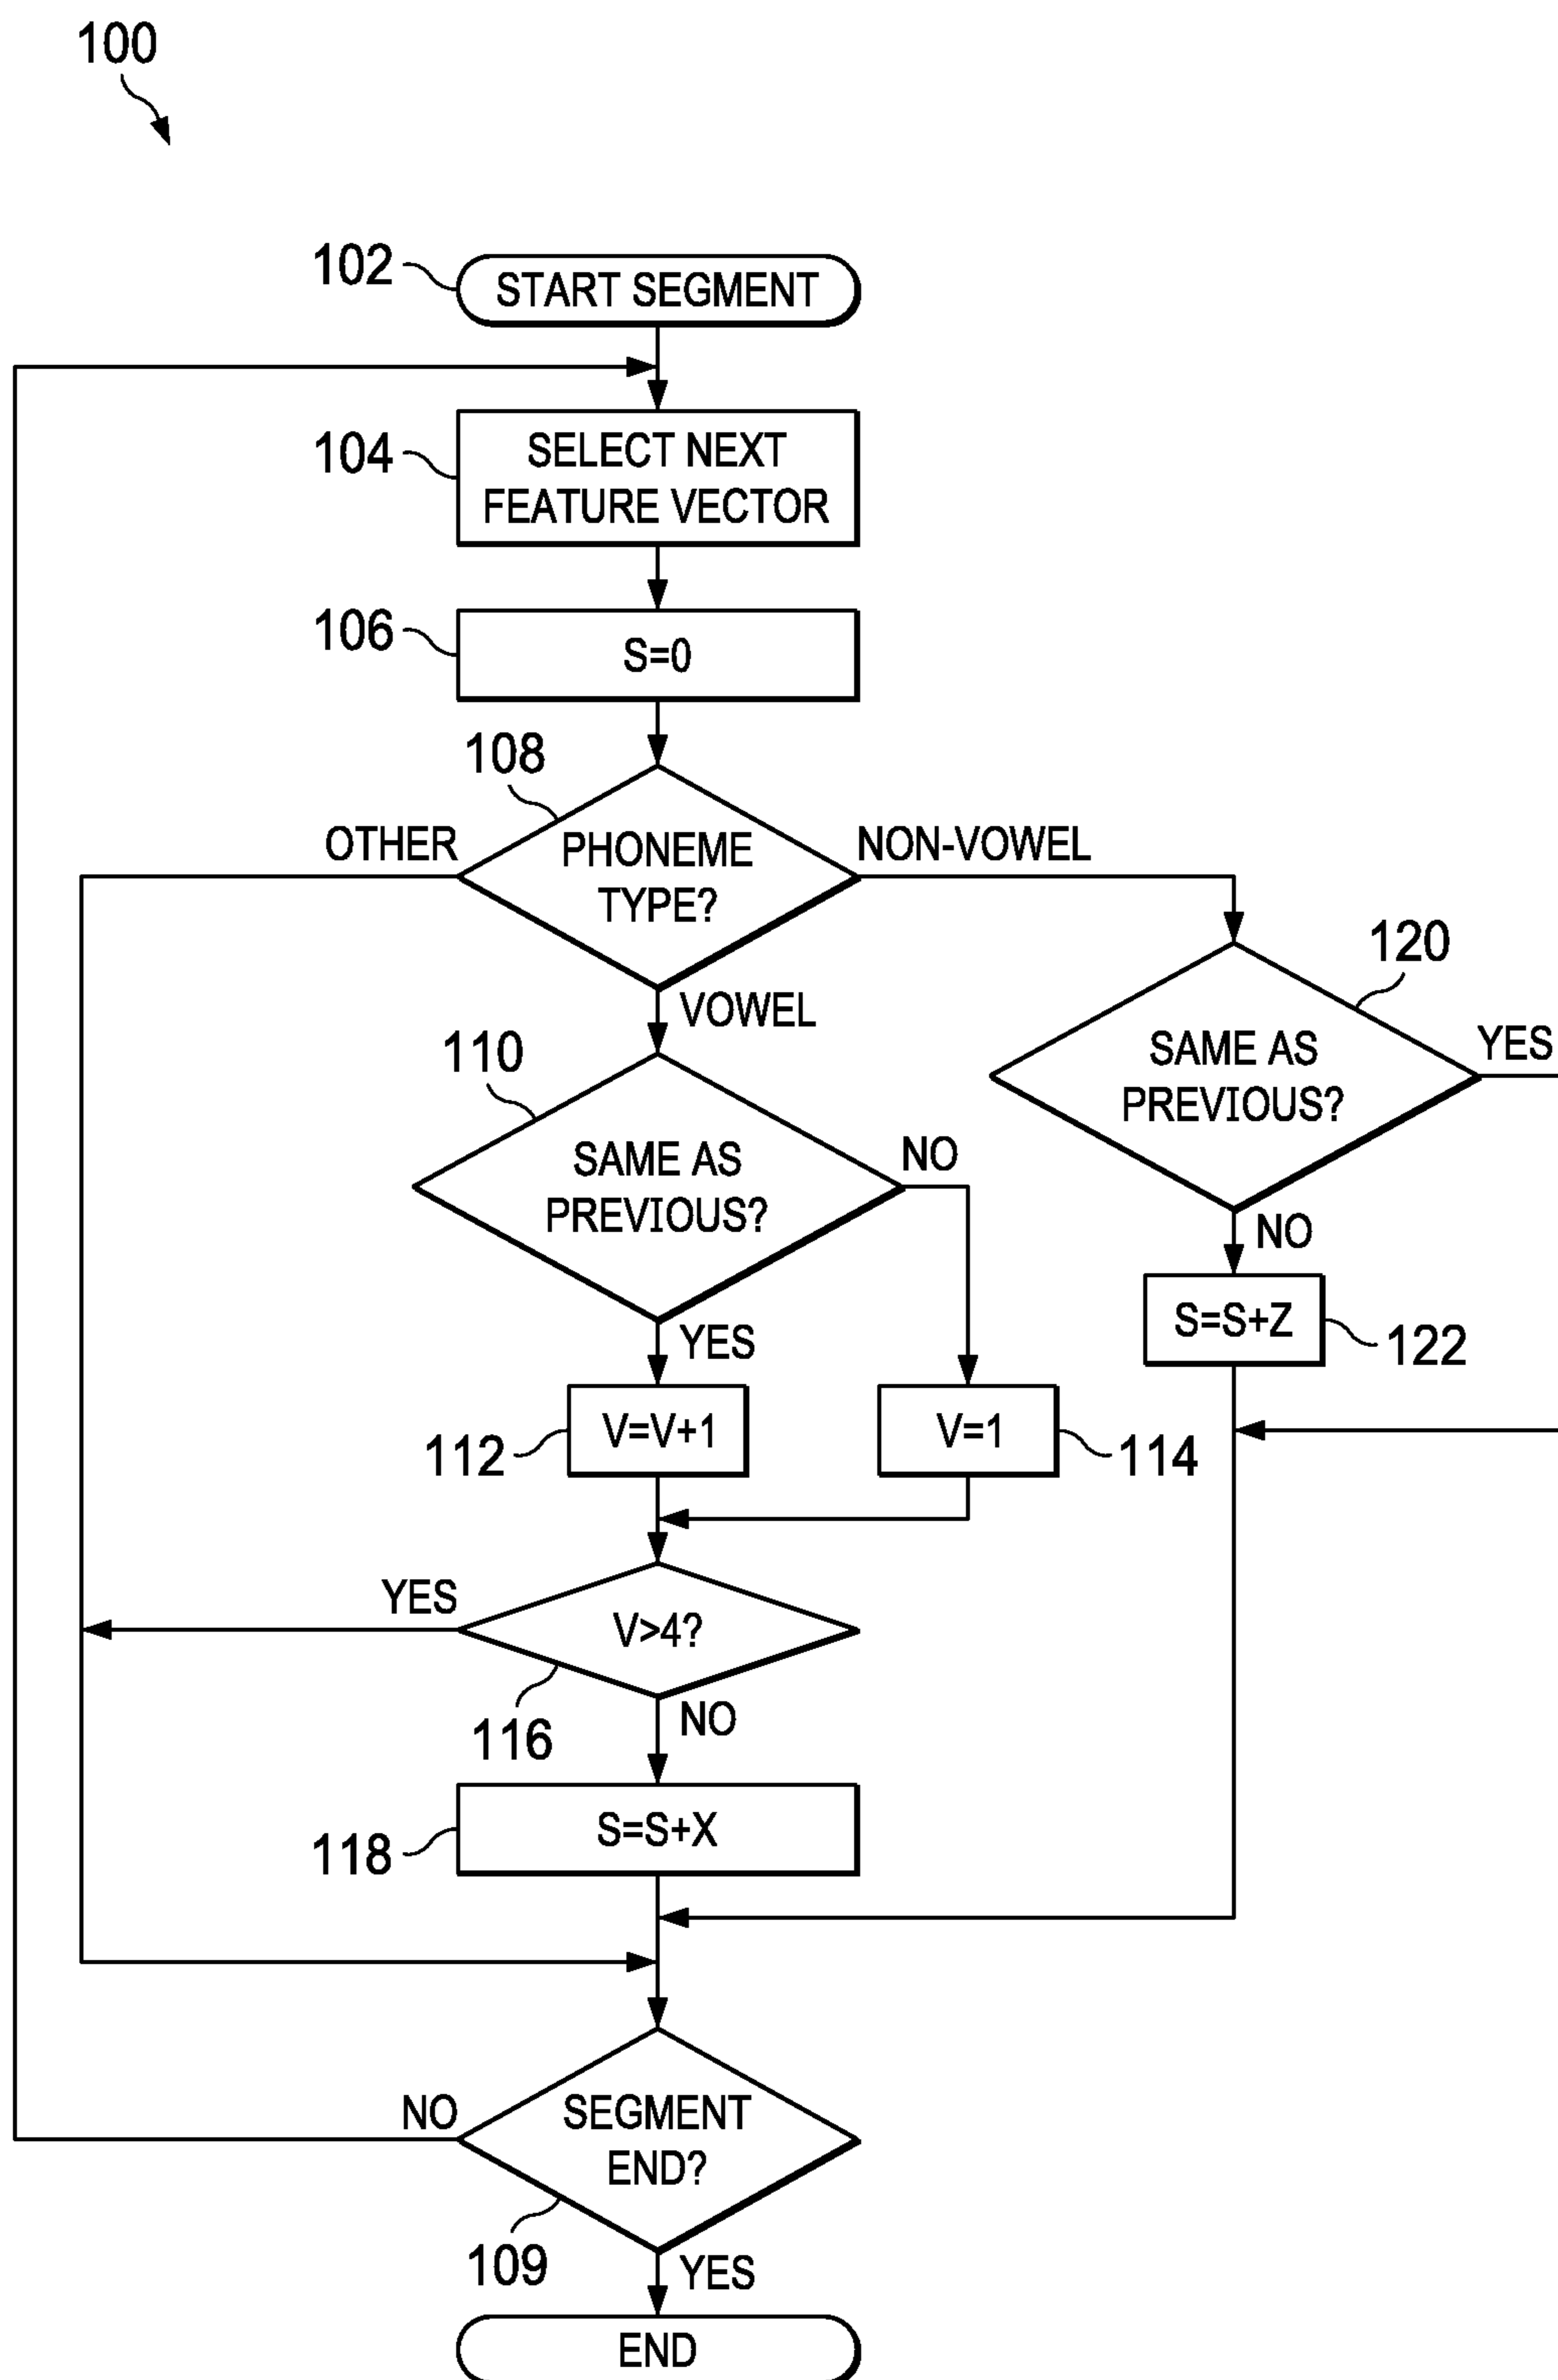 100
102
START SEGMENT
104
SELECT NEXT
FEATURE VECTOR
106
S=0
108
OTHER
PHONEME
TYPE?
NON-VOWEL
VOWEL
120
SAME AS
PREVIOUS?
YES
110
SAME AS
PREVIOUS?
NO
NO
YES
S=S+Z
122
112
V=V+1
V=1
114
YES
V>4?
116
NO
118
S=S+X
NO
SEGMENT
END?
109
YES
END